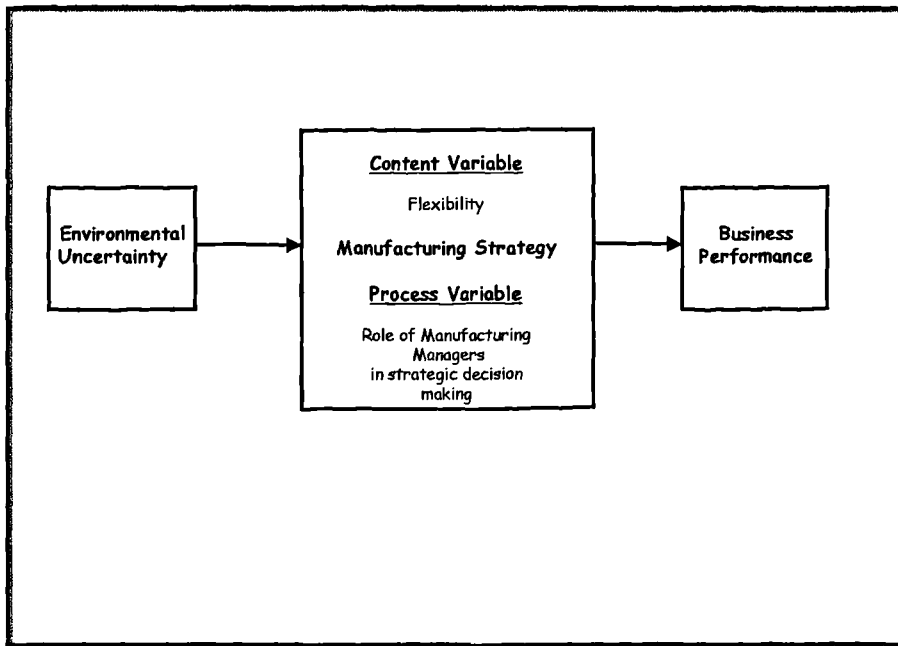 Environmental
Uncertainty
Content Variable
Flexibility
Manufacturing Strategy
Process Variable
Role of Manufacturing
Managers
in strategic decision
making
Business
Performance